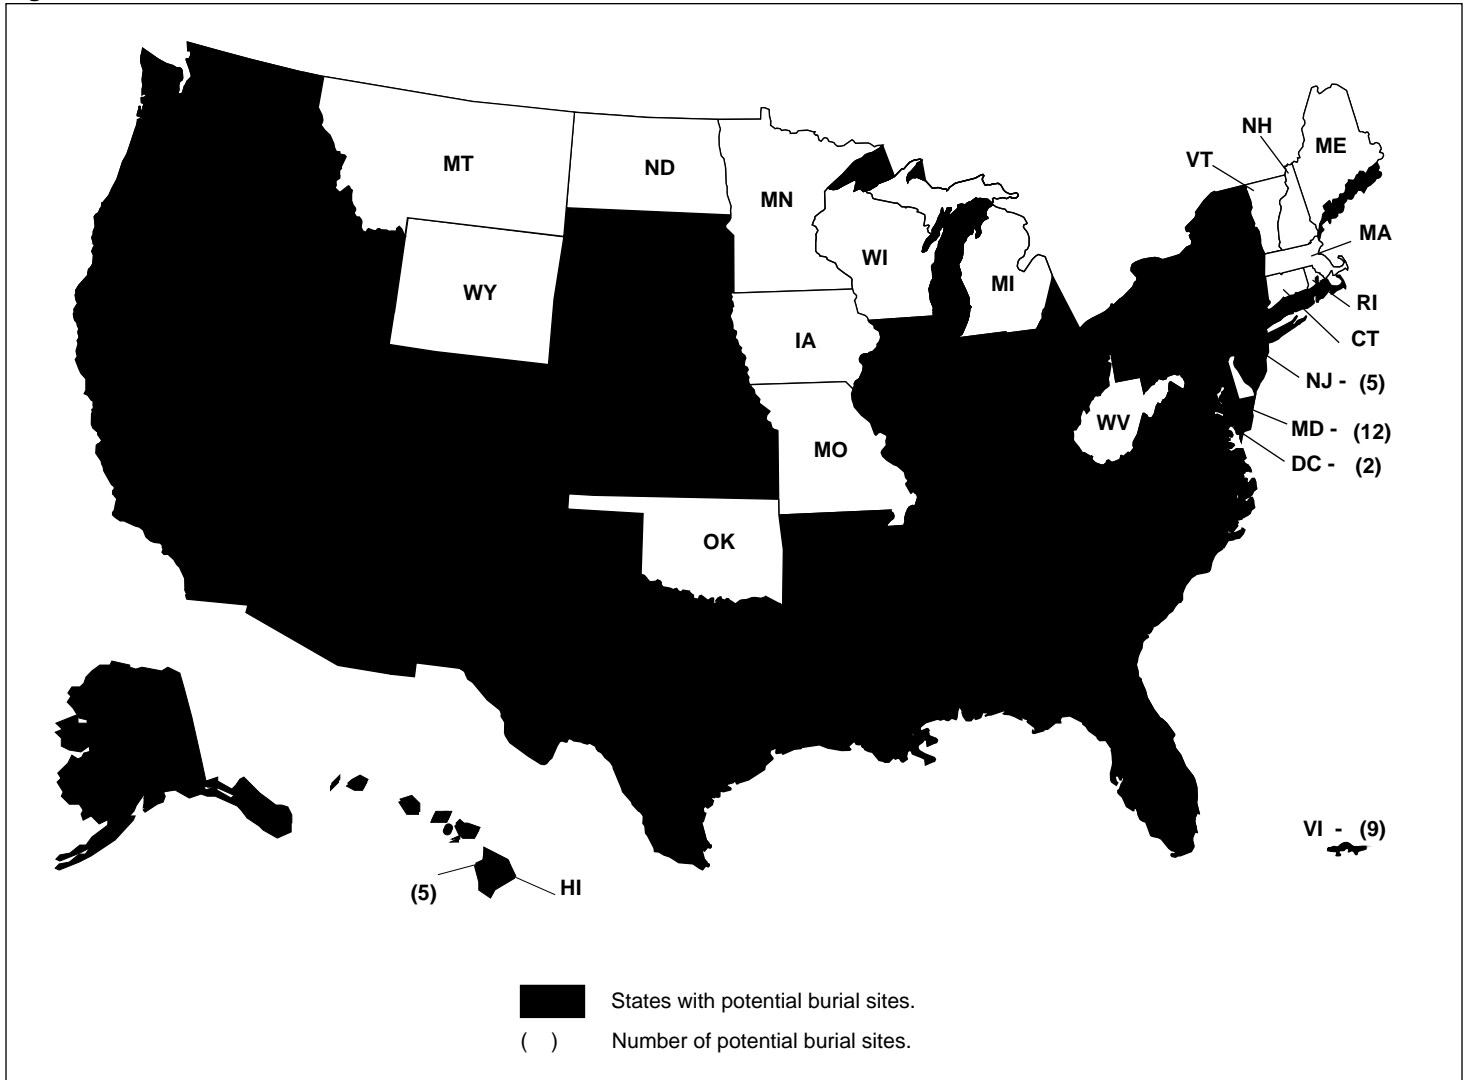 NH
ME
VT
MT
ND
MN
MA
WI
MI
WY
RI
IA
CT
NJ - (5)
WV
MD - (12)
MO
DC - (2)
OK
VI - (9)
HI
(5)
States with potential burial sites.
( ) Number of potential burial sites.